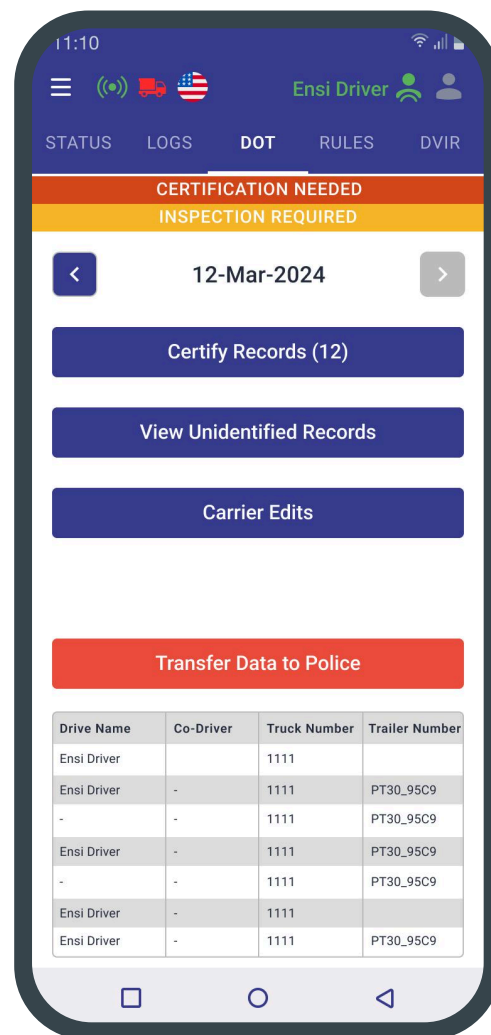 11:10
Ensi Driver
STATUS LOGS DOT RULES DVIR
CERTIFICATION NEEDED
INSPECTION REQUIRED
12-Mar-2024
Certify Records (12)
View Unidentified Records
Carrier Edits
Transfer Data to Police
Drive Name Co-Driver Truck Number Trailer Number
Ensi Driver 1111
Ensi Driver - 1111 PT30_95C9
- - 1111 PT30_95C9
Ensi Driver - 1111 PT30_95C9
- - 1111 PT30_95C9
Ensi Driver - 1111
Ensi Driver - 1111 PT30_95C9